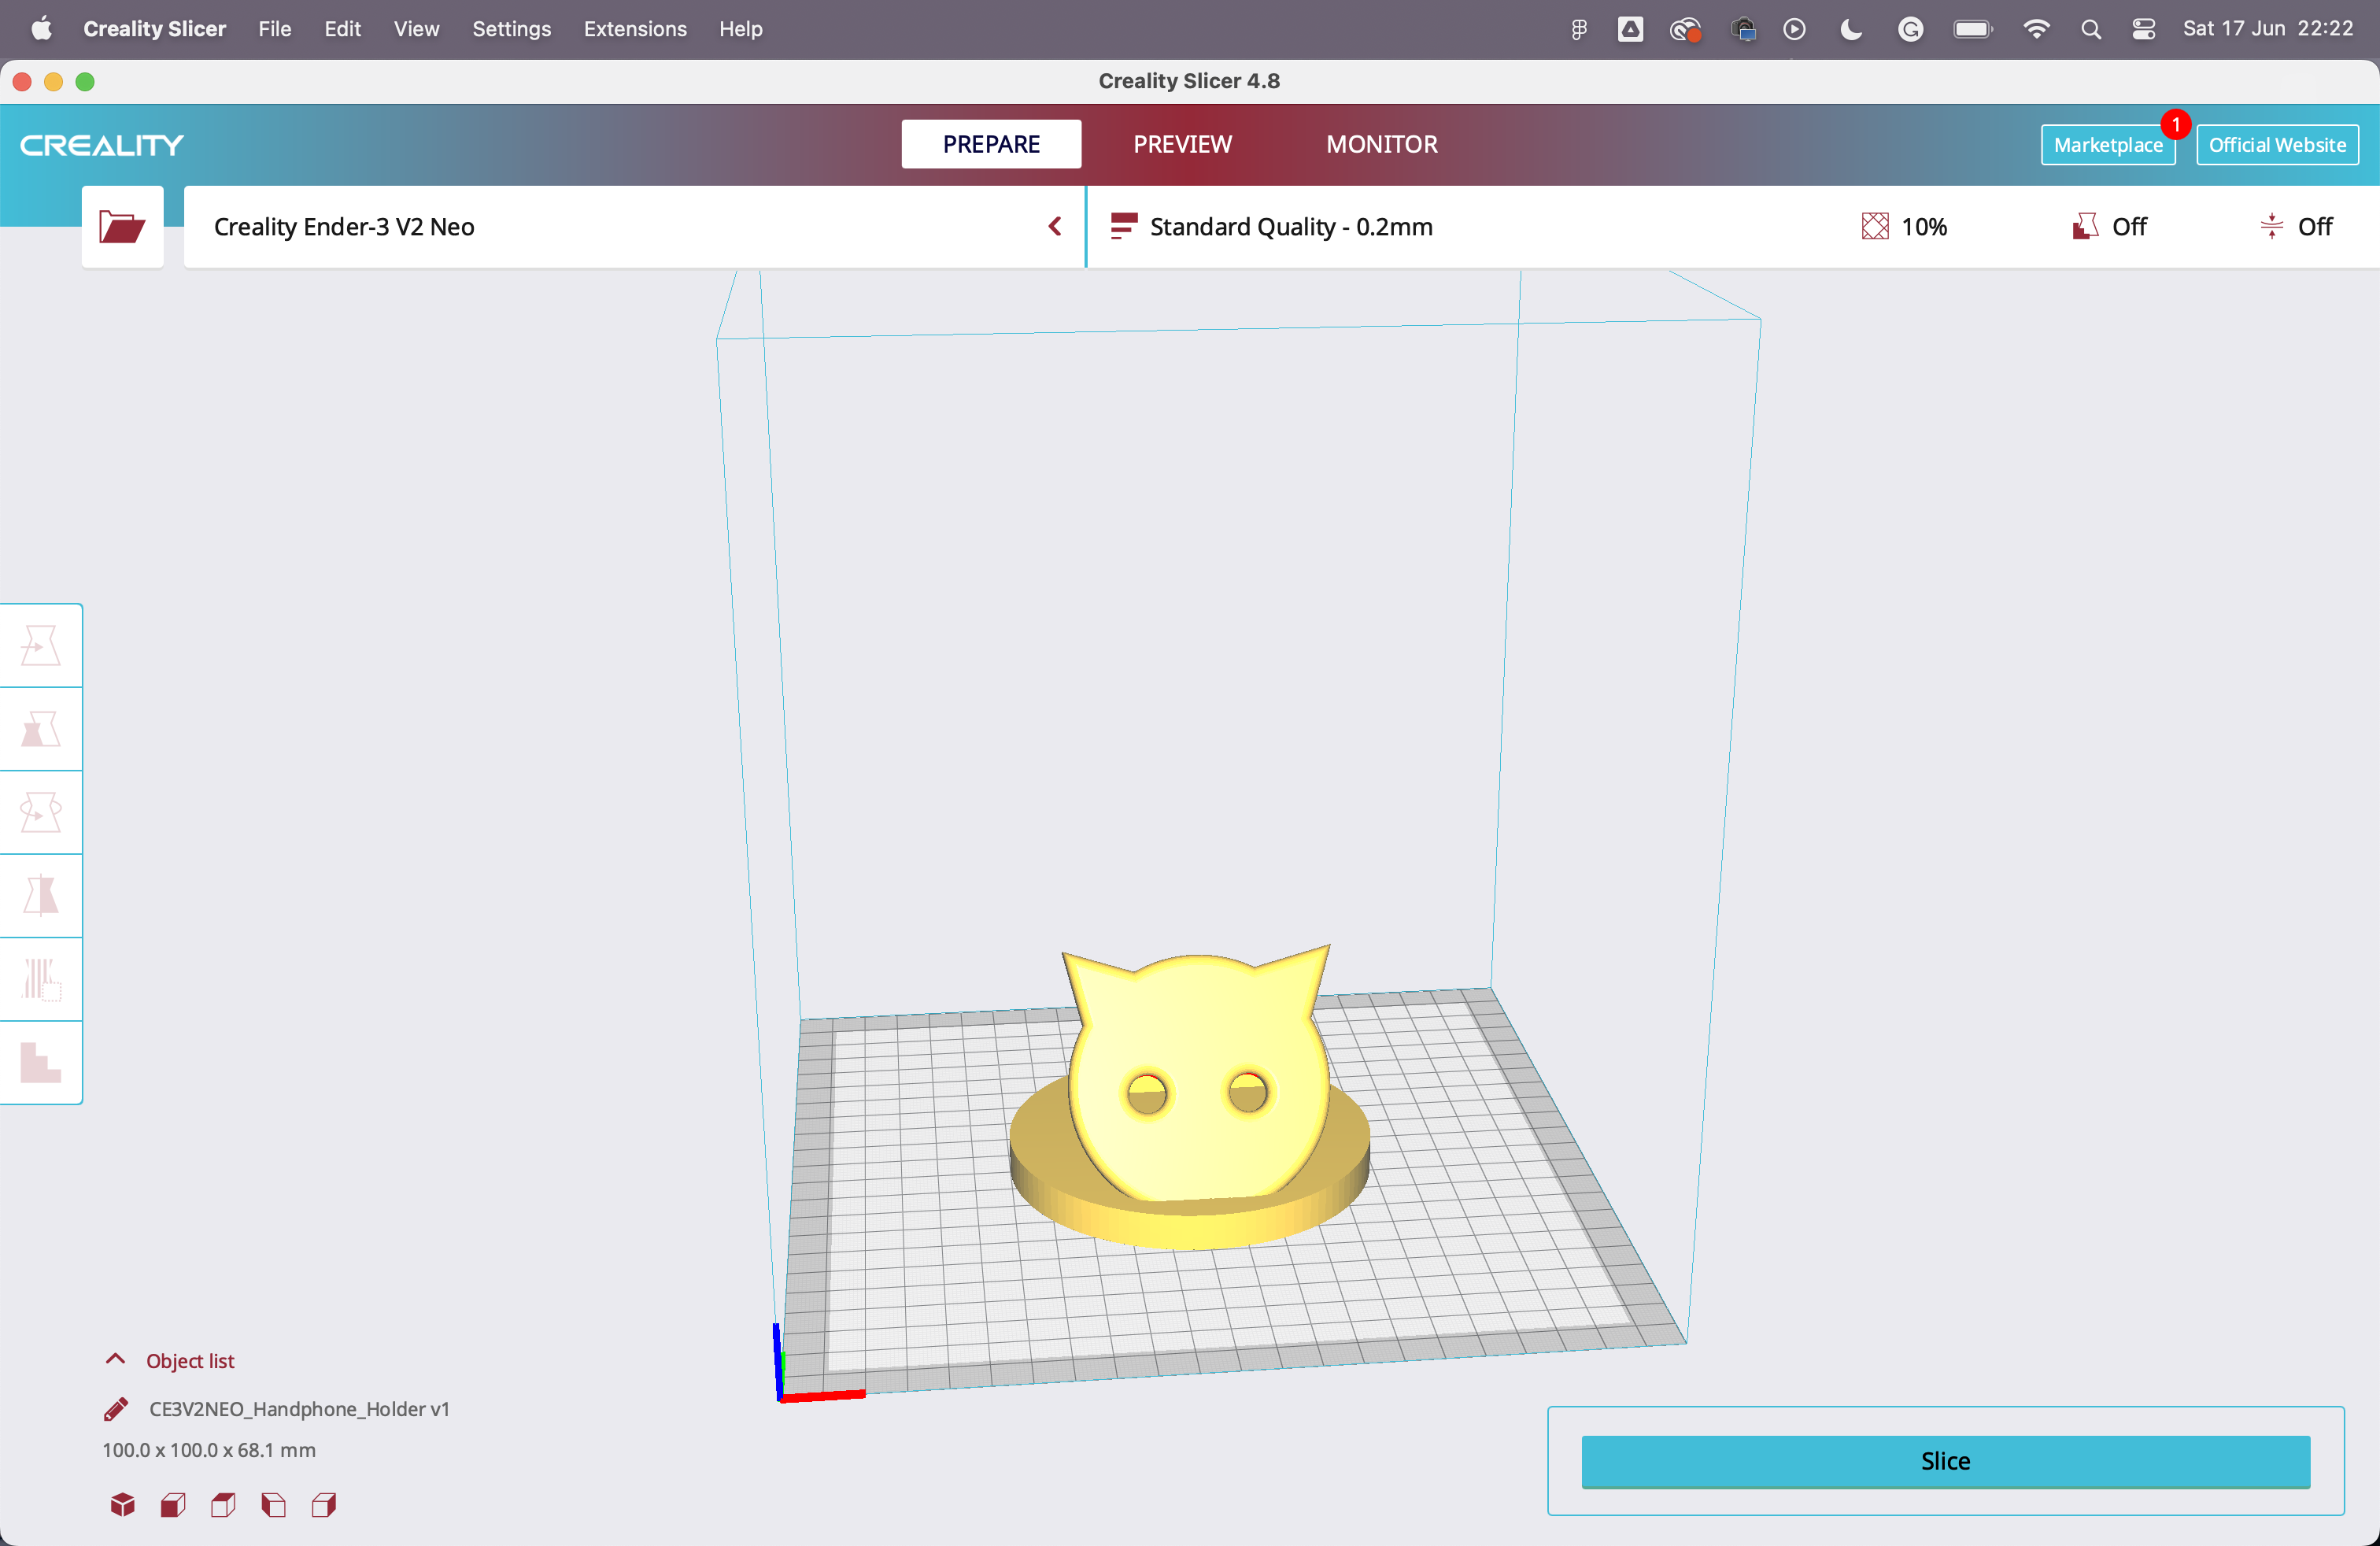 Creality Slicer File Edit View Settings Extensions Help Sat 17 Jun 22:22
Creality Slicer 4.8
CREALITY PREPARE PREVIEW MONITOR Marketplace 1 Official Website
Creality Ender-3 V2 Neo Standard Quality - 0.2mm 10% Off Off
Object list
CE3V2NEO_Handphone_Holder v1
100.0 x 100.0 x 68.1 mm
Slice